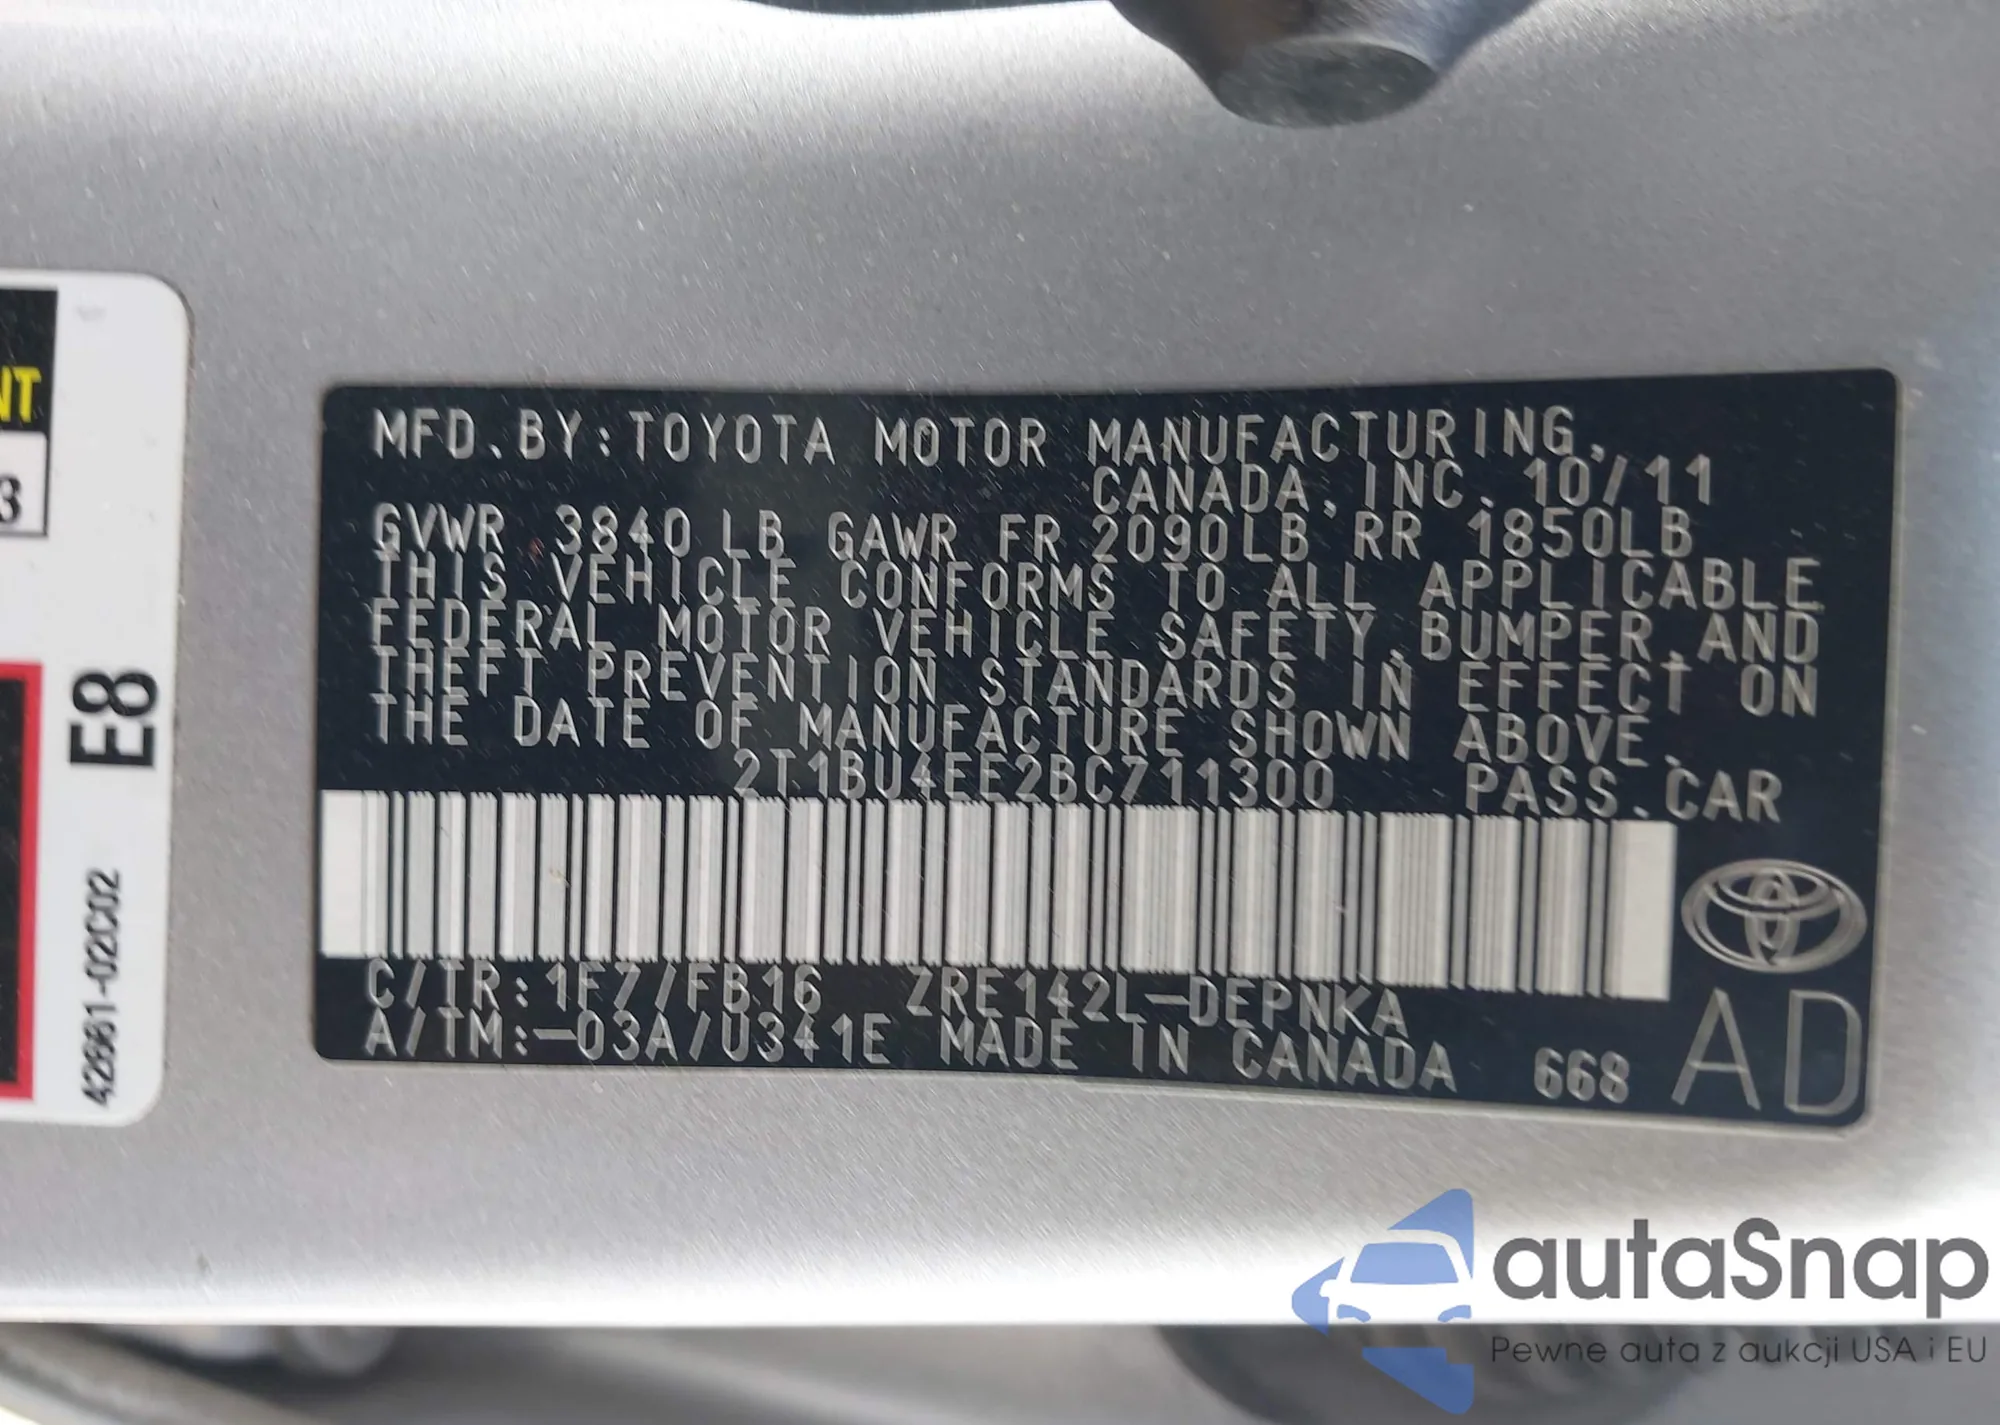 NT
3
E8
42661-02C02
MFD.BY:TOYOTA MOTOR MANUFACTURING,
CANADA,INC. 10/11
GVWR 3840 LB GAWR FR 2090LB RR 1850LB
THIS VEHICLE CONFORMS TO ALL APPLICABLE
FEDERAL MOTOR VEHICLE SAFETY,BUMPER,AND
THEFT PREVENTION STANDARDS IN EFFECT ON
THE DATE OF MANUFACTURE SHOWN ABOVE.
2T1BU4EE2BC711300 PASS.CAR
C/TR:1F7/FB16 ZRE142L-DEPNKA
A/TM:-03A/U341E MADE IN CANADA 668 AD
autaSnap
Pewne auta z aukcji USA i EU